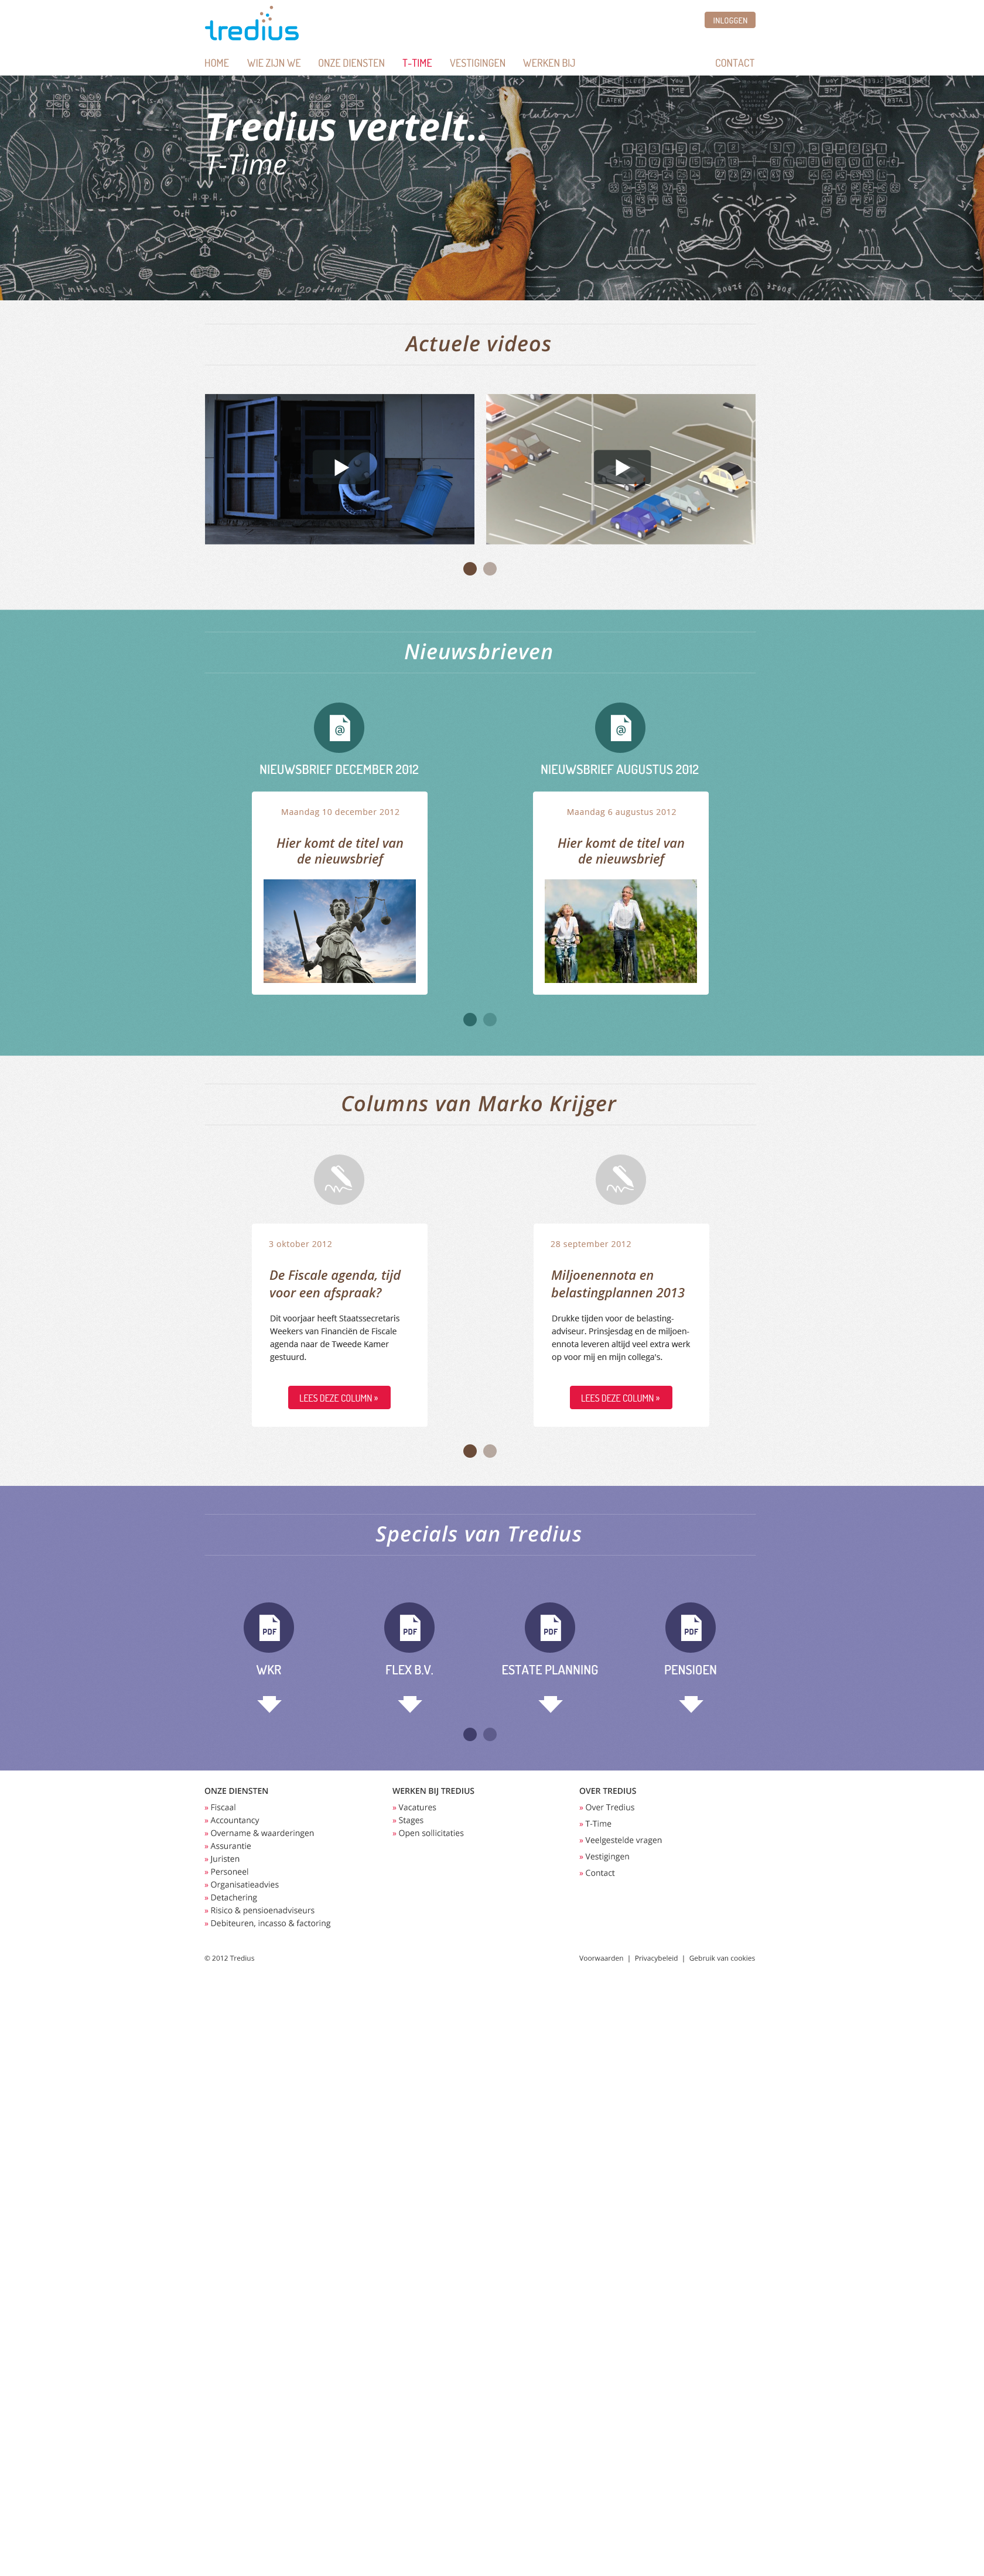 tredius
INLOGGEN
HOME WIE ZIJN WE ONZE DIENSTEN T-TIME VESTIGINGEN WERKEN BIJ CONTACT
Tredius vertelt..
T-Time
Actuele videos
Nieuwsbrieven
@
@
NIEUWSBRIEF DECEMBER 2012
NIEUWSBRIEF AUGUSTUS 2012
Maandag 10 december 2012
Hier komt de titel van
de nieuwsbrief
Maandag 6 augustus 2012
Hier komt de titel van
de nieuwsbrief
Columns van Marko Krijger
3 oktober 2012
De Fiscale agenda, tijd
voor een afspraak?
Dit voorjaar heeft Staatssecretaris
Weekers van Financiën de Fiscale
agenda naar de Tweede Kamer
gestuurd.
LEES DEZE COLUMN »
28 september 2012
Miljoenennota en
belastingplannen 2013
Drukke tijden voor de belasting-
adviseur. Prinsjesdag en de miljoen-
ennota leveren altijd veel extra werk
op voor mij en mijn collega's.
LEES DEZE COLUMN »
Specials van Tredius
PDF
PDF
PDF
PDF
WKR
FLEX B.V.
ESTATE PLANNING
PENSIOEN
ONZE DIENSTEN
» Fiscaal
» Accountancy
» Overname & waarderingen
» Assurantie
» Juristen
» Personeel
» Organisatieadvies
» Detachering
» Risico & pensioenadviseurs
» Debiteuren, incasso & factoring
WERKEN BIJ TREDIUS
» Vacatures
» Stages
» Open sollicitaties
OVER TREDIUS
» Over Tredius
» T-Time
» Veelgestelde vragen
» Vestigingen
» Contact
© 2012 Tredius
Voorwaarden | Privacybeleid | Gebruik van cookies